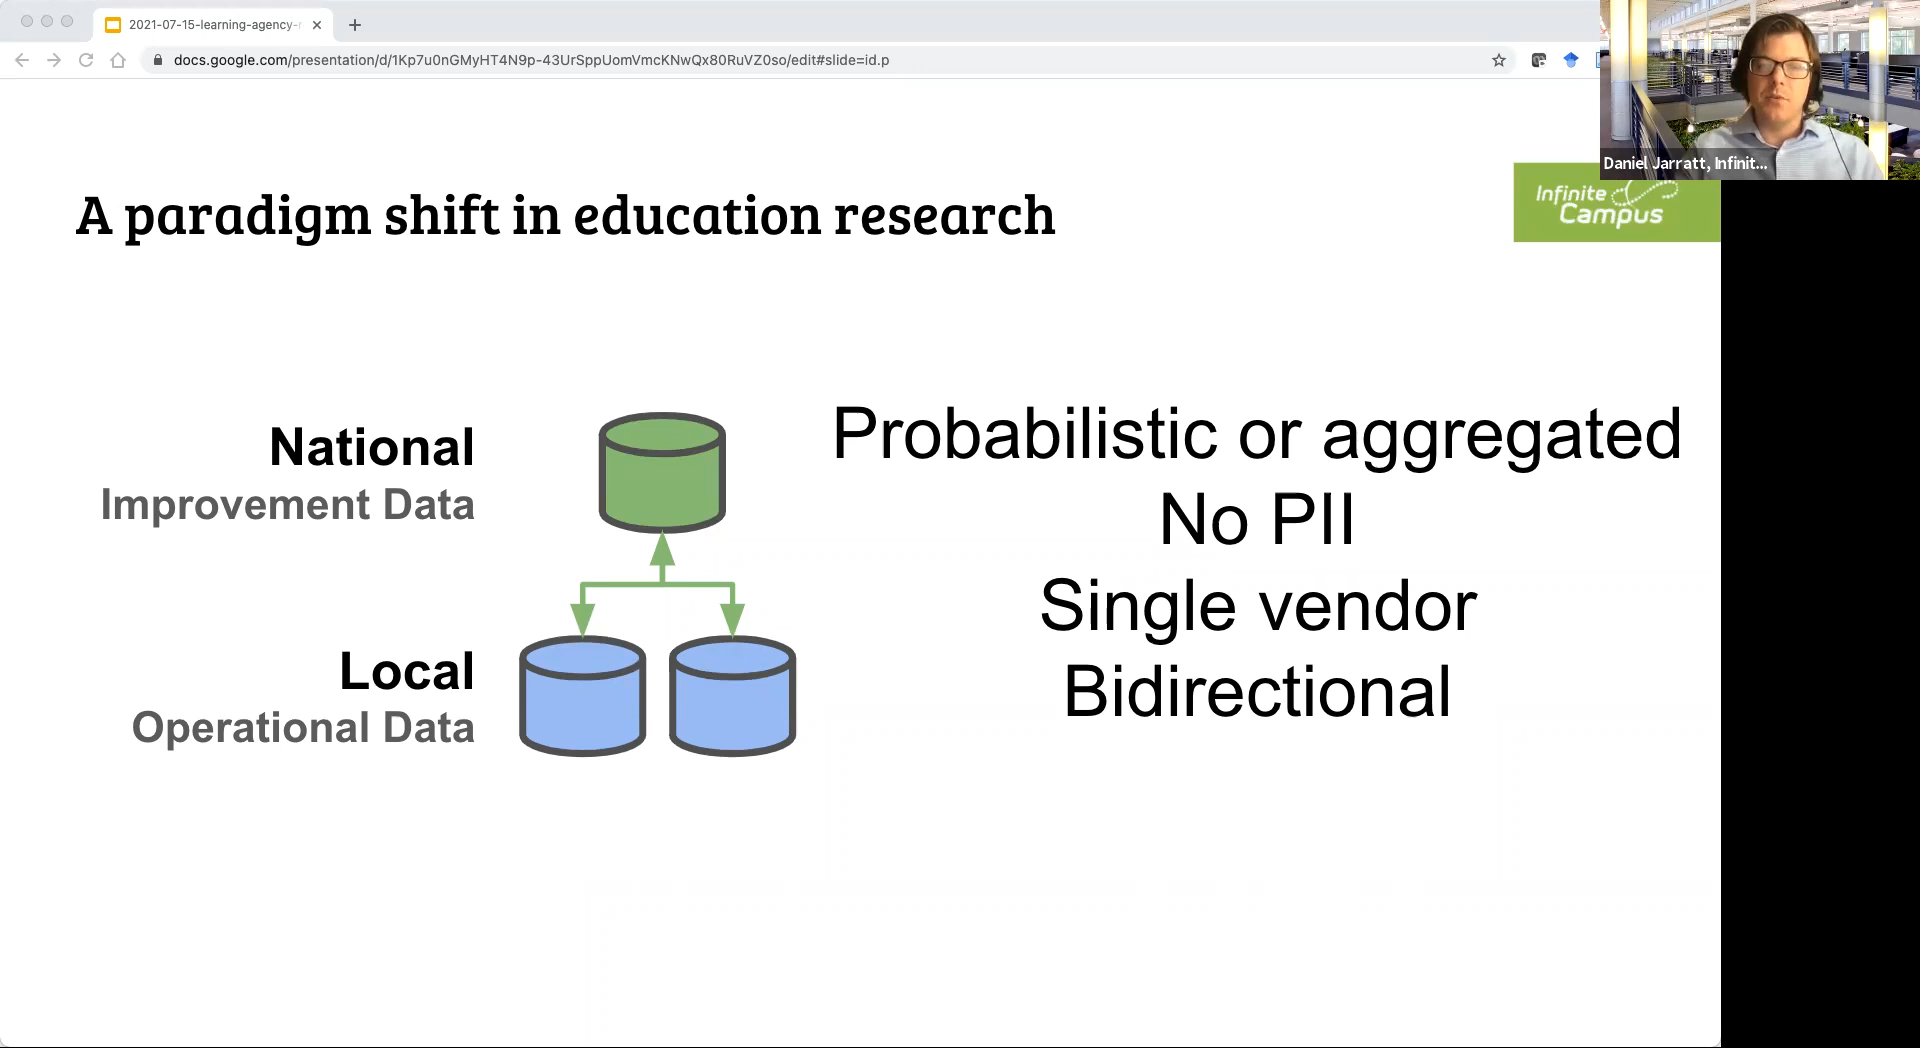 2021-07-15-learning-agency-
docs.google.com/presentation/d/1Kp7u0nGMyHT4N9p-43UrSppUomVmcKNwQx80RuVZ0so/edit#slide=id.p
Daniel Jarratt, Infinit...
Infinite
Campus
A paradigm shift in education research
National
Improvement Data
Local
Operational Data
Probabilistic or aggregated
No PII
Single vendor
Bidirectional